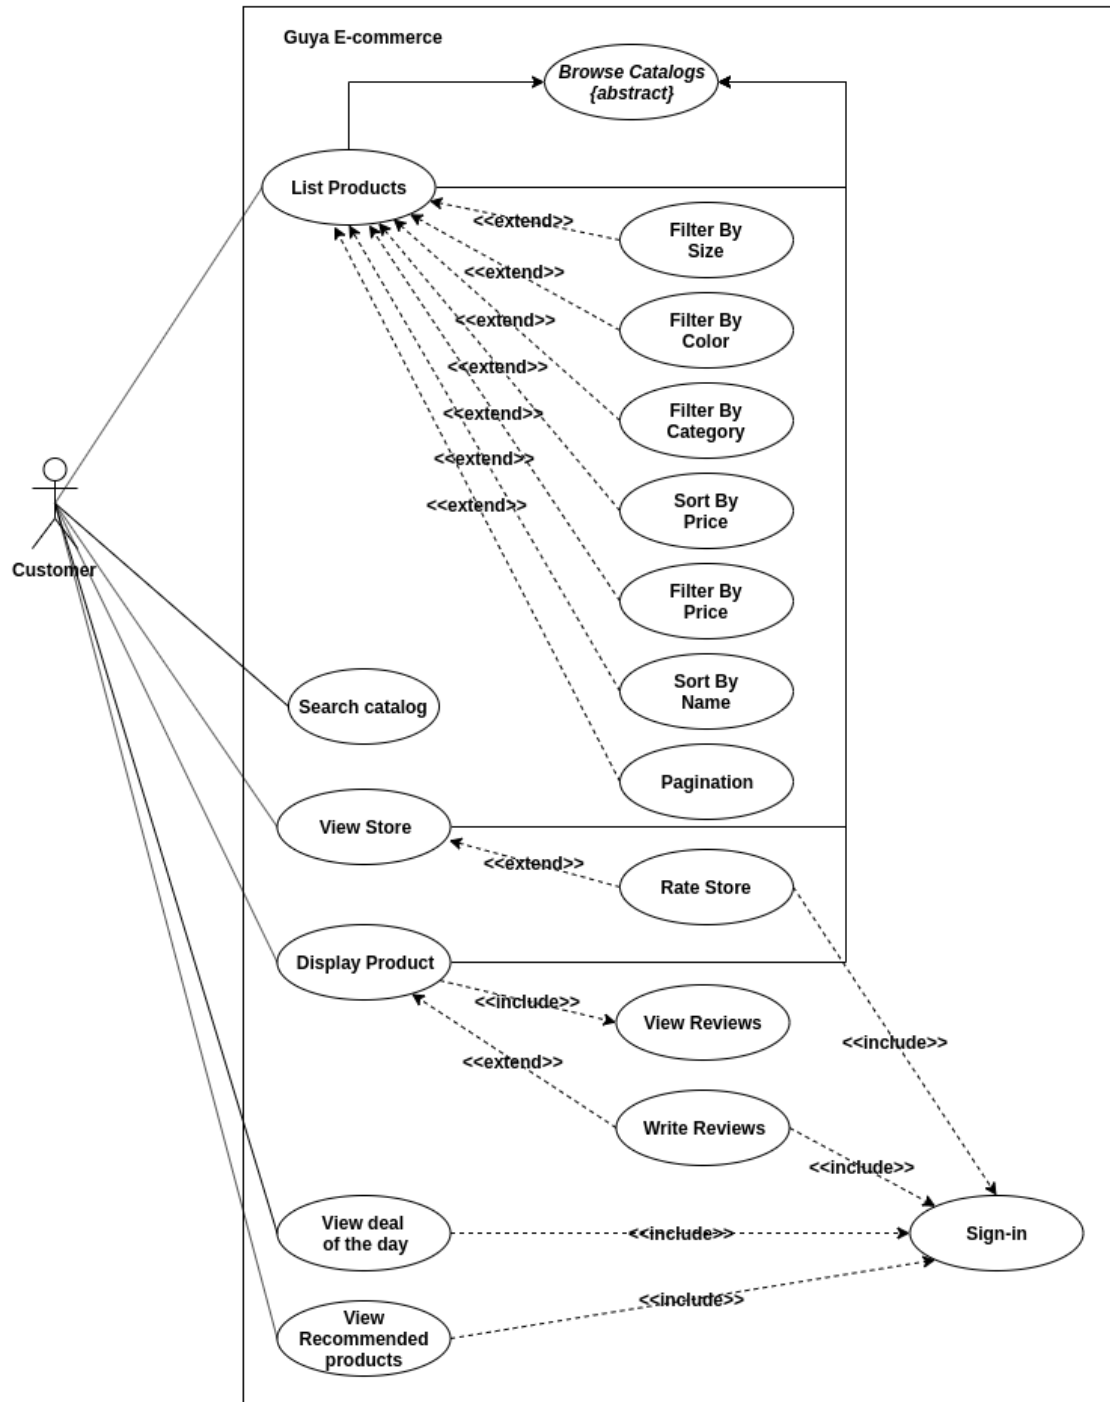 Guya E-commerce
Browse Catalogs
{abstract}
List Products
<<extend>>
Filter By
Size
<<extend>>
Filter By
Color
<<extend>>
Filter By
Category
<<extend>>
<<extend>>
<<extend>>
<<extend>>
Sort By
Price
Customer
Filter By
Price
Sort By
Name
Search catalog
Pagination
View Store
<<extend>>
Rate Store
Display Product
<<include>>
View Reviews
<<include>>
<<extend>>
Write Reviews
<<include>>
View deal
of the day
<<include>>
Sign-in
<<include>>
View
Recommended
products